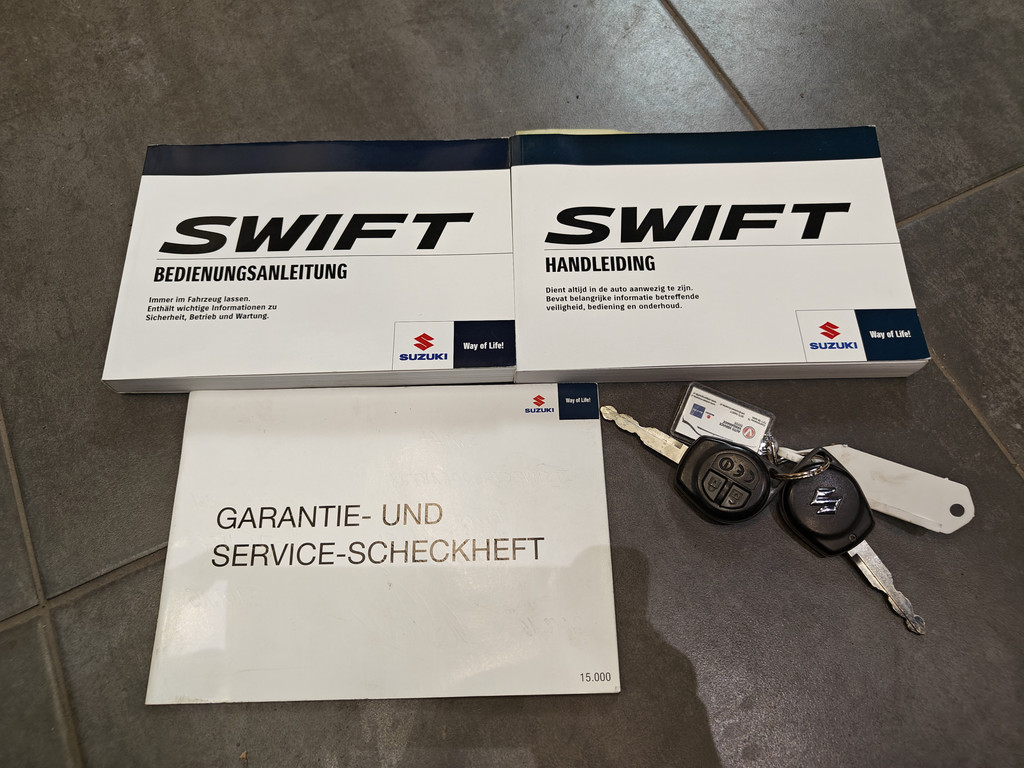 SWIFT
BEDIENUNGSANLEITUNG
Immer im Fahrzeug lassen.
Enthält wichtige Informationen zu
Sicherheit, Betrieb und Wartung.
SUZUKI
Way of Life!
SWIFT
HANDLEIDING
Dient altijd in de auto aanwezig te zijn.
Bevat belangrijke informatie betreffende
veiligheid, bediening en onderhoud.
SUZUKI
Way of Life!
SUZUKI
Way of Life!
GARANTIE- UND
SERVICE-SCHECKHEFT
15.000